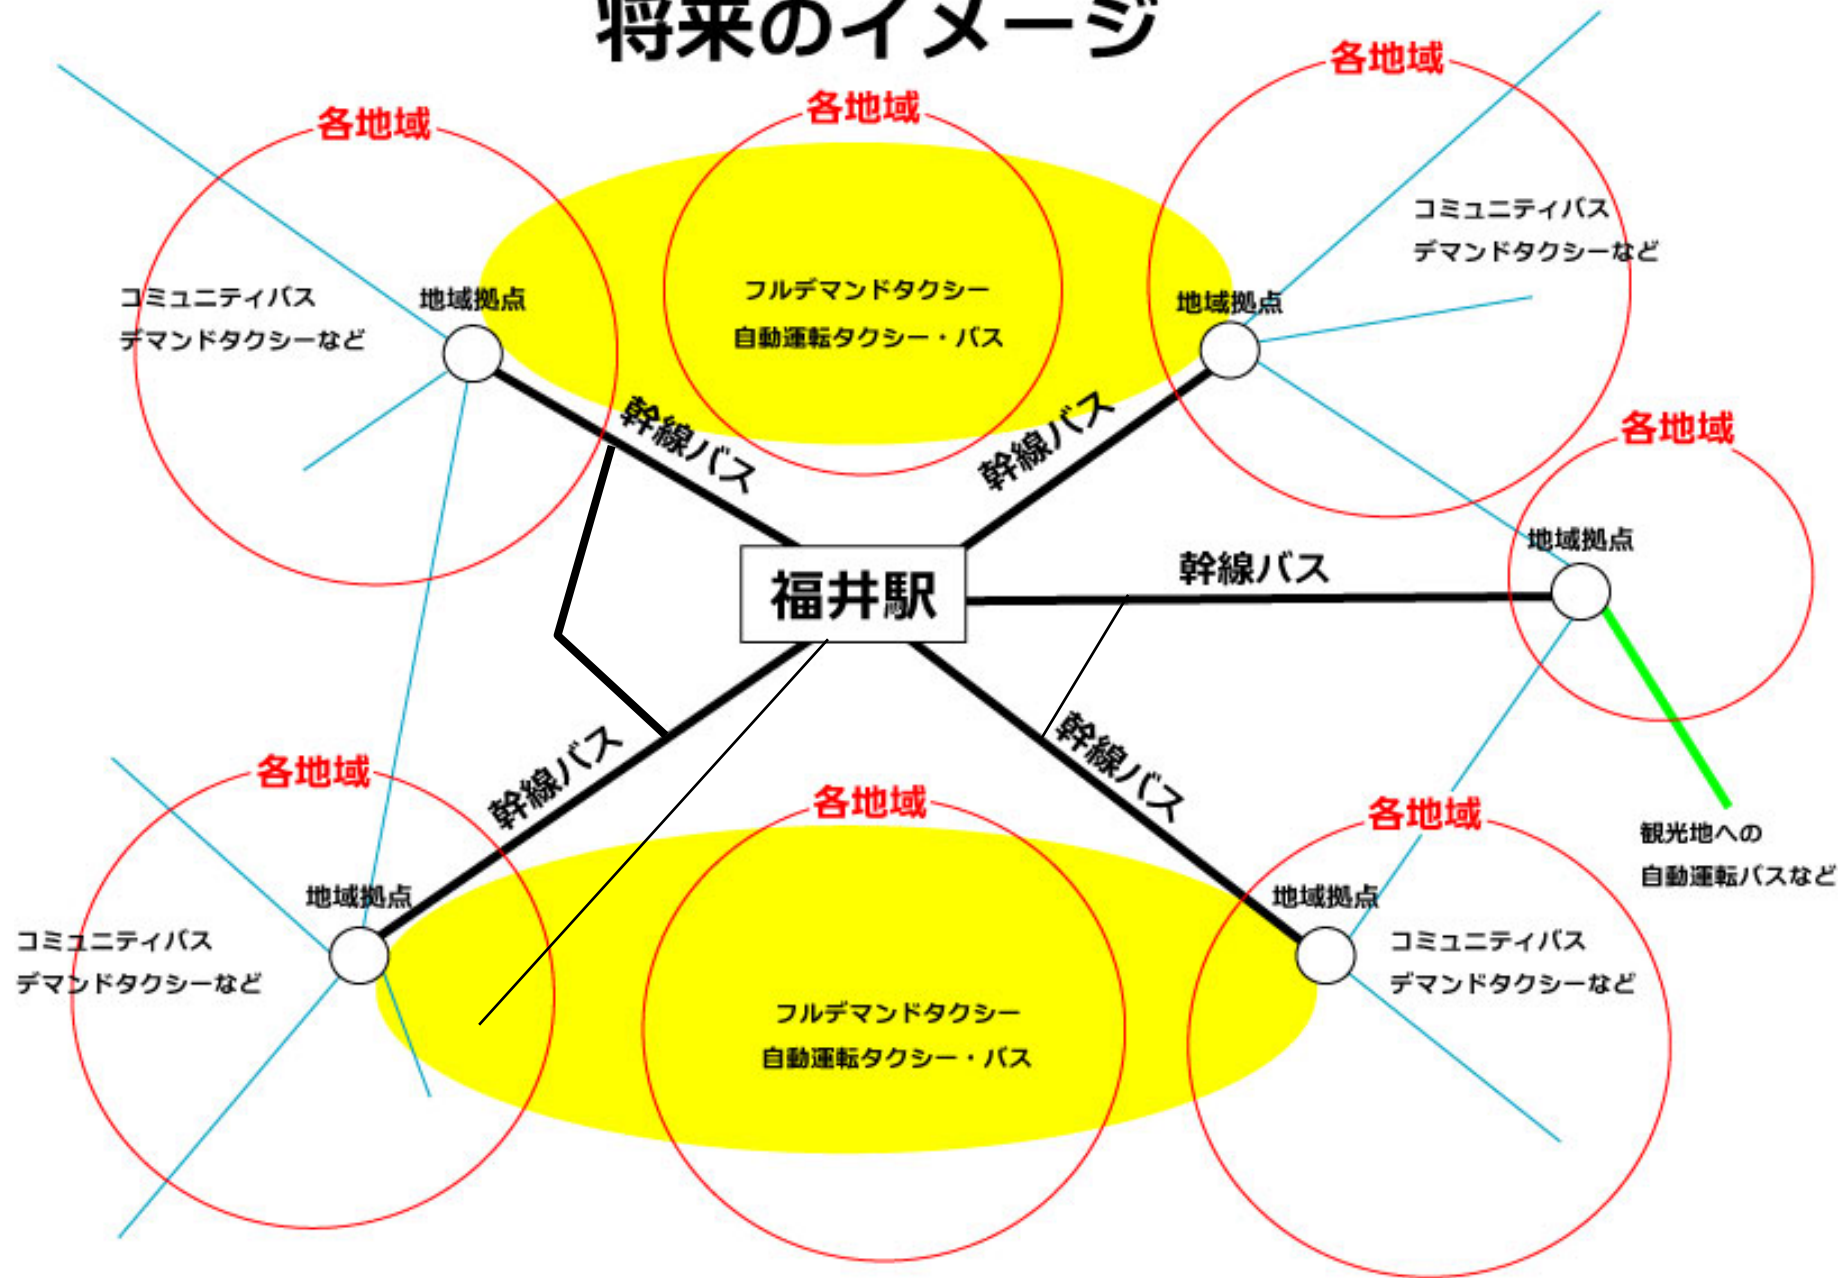 将来のイメージ
各地域
各地域
各地域
コミュニティバス
デマンドタクシーなど
コミュニティバス
デマンドタクシーなど
地域拠点
フルデマンドタクシー
自動運転タクシー・バス
地域拠点
幹線バス
幹線バス
各地域
地域拠点
幹線バス
福井駅
幹線バス
幹線バス
各地域
各地域
各地域
観光地への
自動運転バスなど
地域拠点
地域拠点
コミュニティバス
デマンドタクシーなど
コミュニティバス
デマンドタクシーなど
フルデマンドタクシー
自動運転タクシー・バス